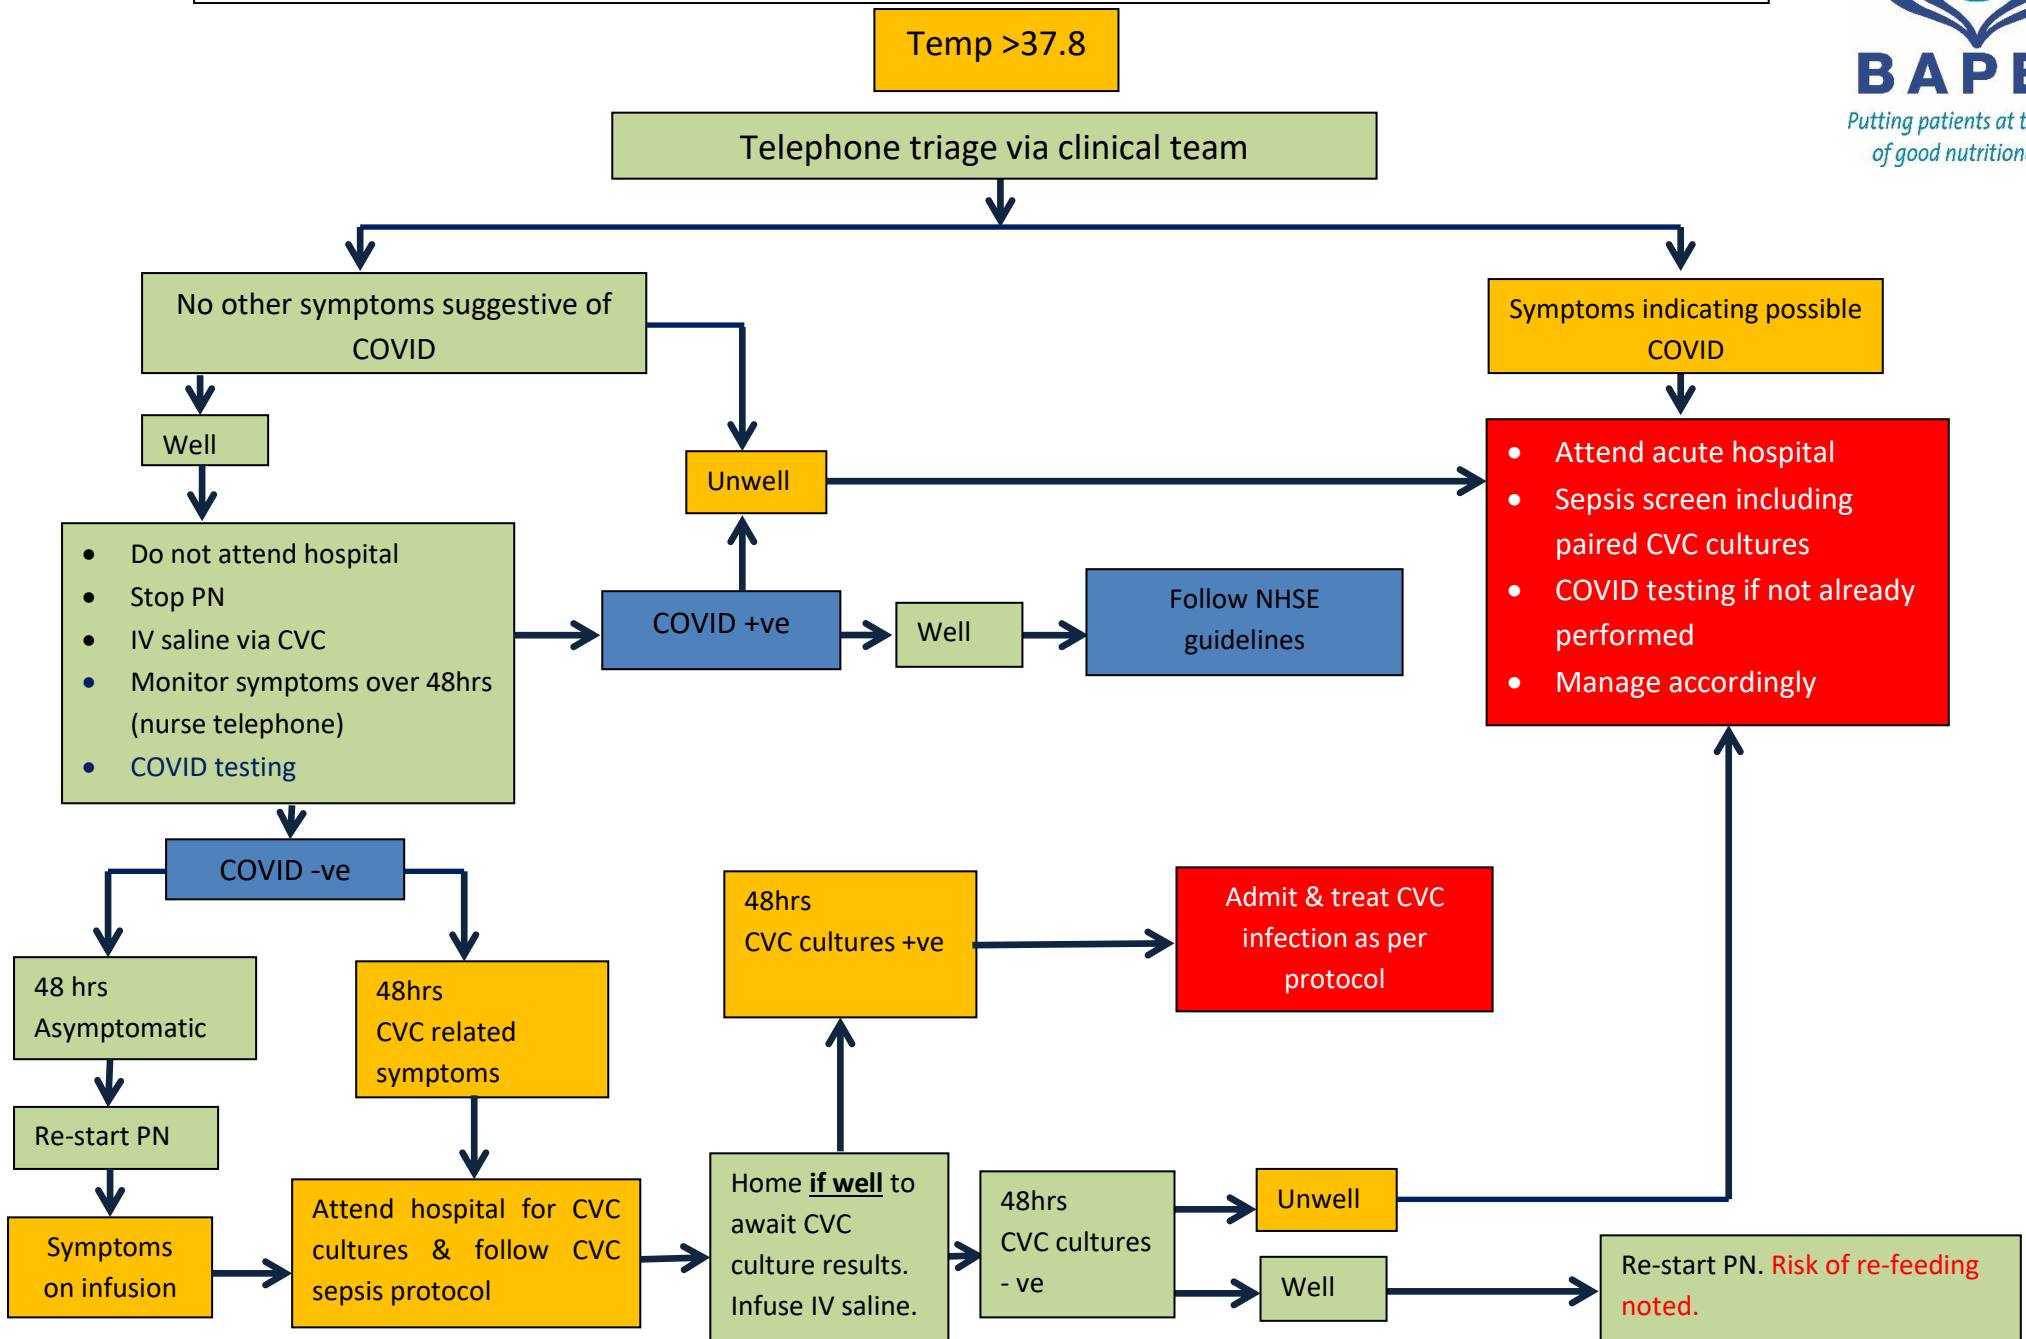 Temp >37.8
Putting patients at t
of good nutrition
Telephone triage via clinical team
No other symptoms suggestive of
COVID
Symptoms indicating possible
COVID
Well
Unwell
• Attend acute hospital
• Sepsis screen including
paired CVC cultures
• COVID testing if not already
performed
• Manage accordingly
• Do not attend hospital
• Stop PN
• IV saline via CVC
• Monitor symptoms over 48hrs
(nurse telephone)
• COVID testing
COVID +ve
Well
Follow NHSE
guidelines
COVID -ve
48 hrs
Asymptomatic
48hrs
CVC related
symptoms
48hrs
CVC cultures +ve
Admit & treat CVC
infection as per
protocol
Re-start PN
Symptoms
on infusion
Attend hospital for CVC
cultures & follow CVC
sepsis protocol
Home if well to
await CVC
culture results.
Infuse IV saline.
48hrs
CVC cultures
- ve
Unwell
Well
Re-start PN. Risk of re-feeding
noted.